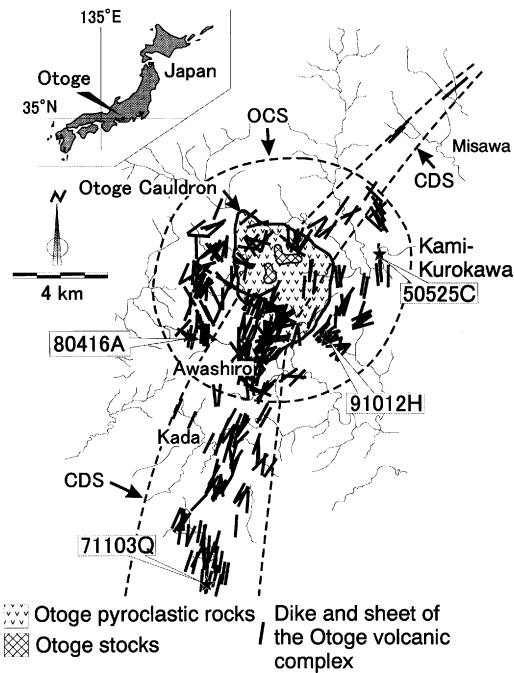 135°E
Otoge
Japan
35°N
OCS
Misawa
CDS
Otoge Cauldron
N
Kami-
Kurokawa
4 km
50525C
80416A
Awashiro
91012H
Kada
CDS
71103Q
Otoge pyroclastic rocks
Otoge stocks
Dike and sheet of
the Otoge volcanic
complex